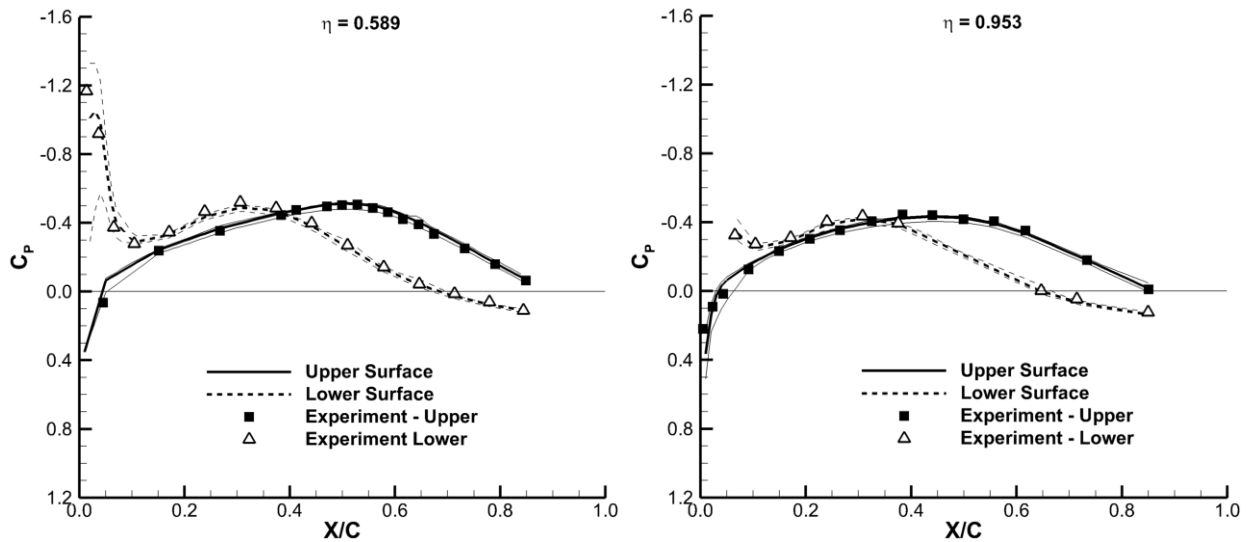 η = 0.589
-1.6
-1.2
-0.8
-0.4
0.0
0.4
0.8
1.2
C_P
0.0 0.2 0.4 0.6 0.8 1.0
X/C
Upper Surface
Lower Surface
Experiment - Upper
Experiment Lower
η = 0.953
-1.6
-1.2
-0.8
-0.4
0.0
0.4
0.8
1.2
C_P
0.0 0.2 0.4 0.6 0.8 1.0
X/C
Upper Surface
Lower Surface
Experiment - Upper
Experiment - Lower